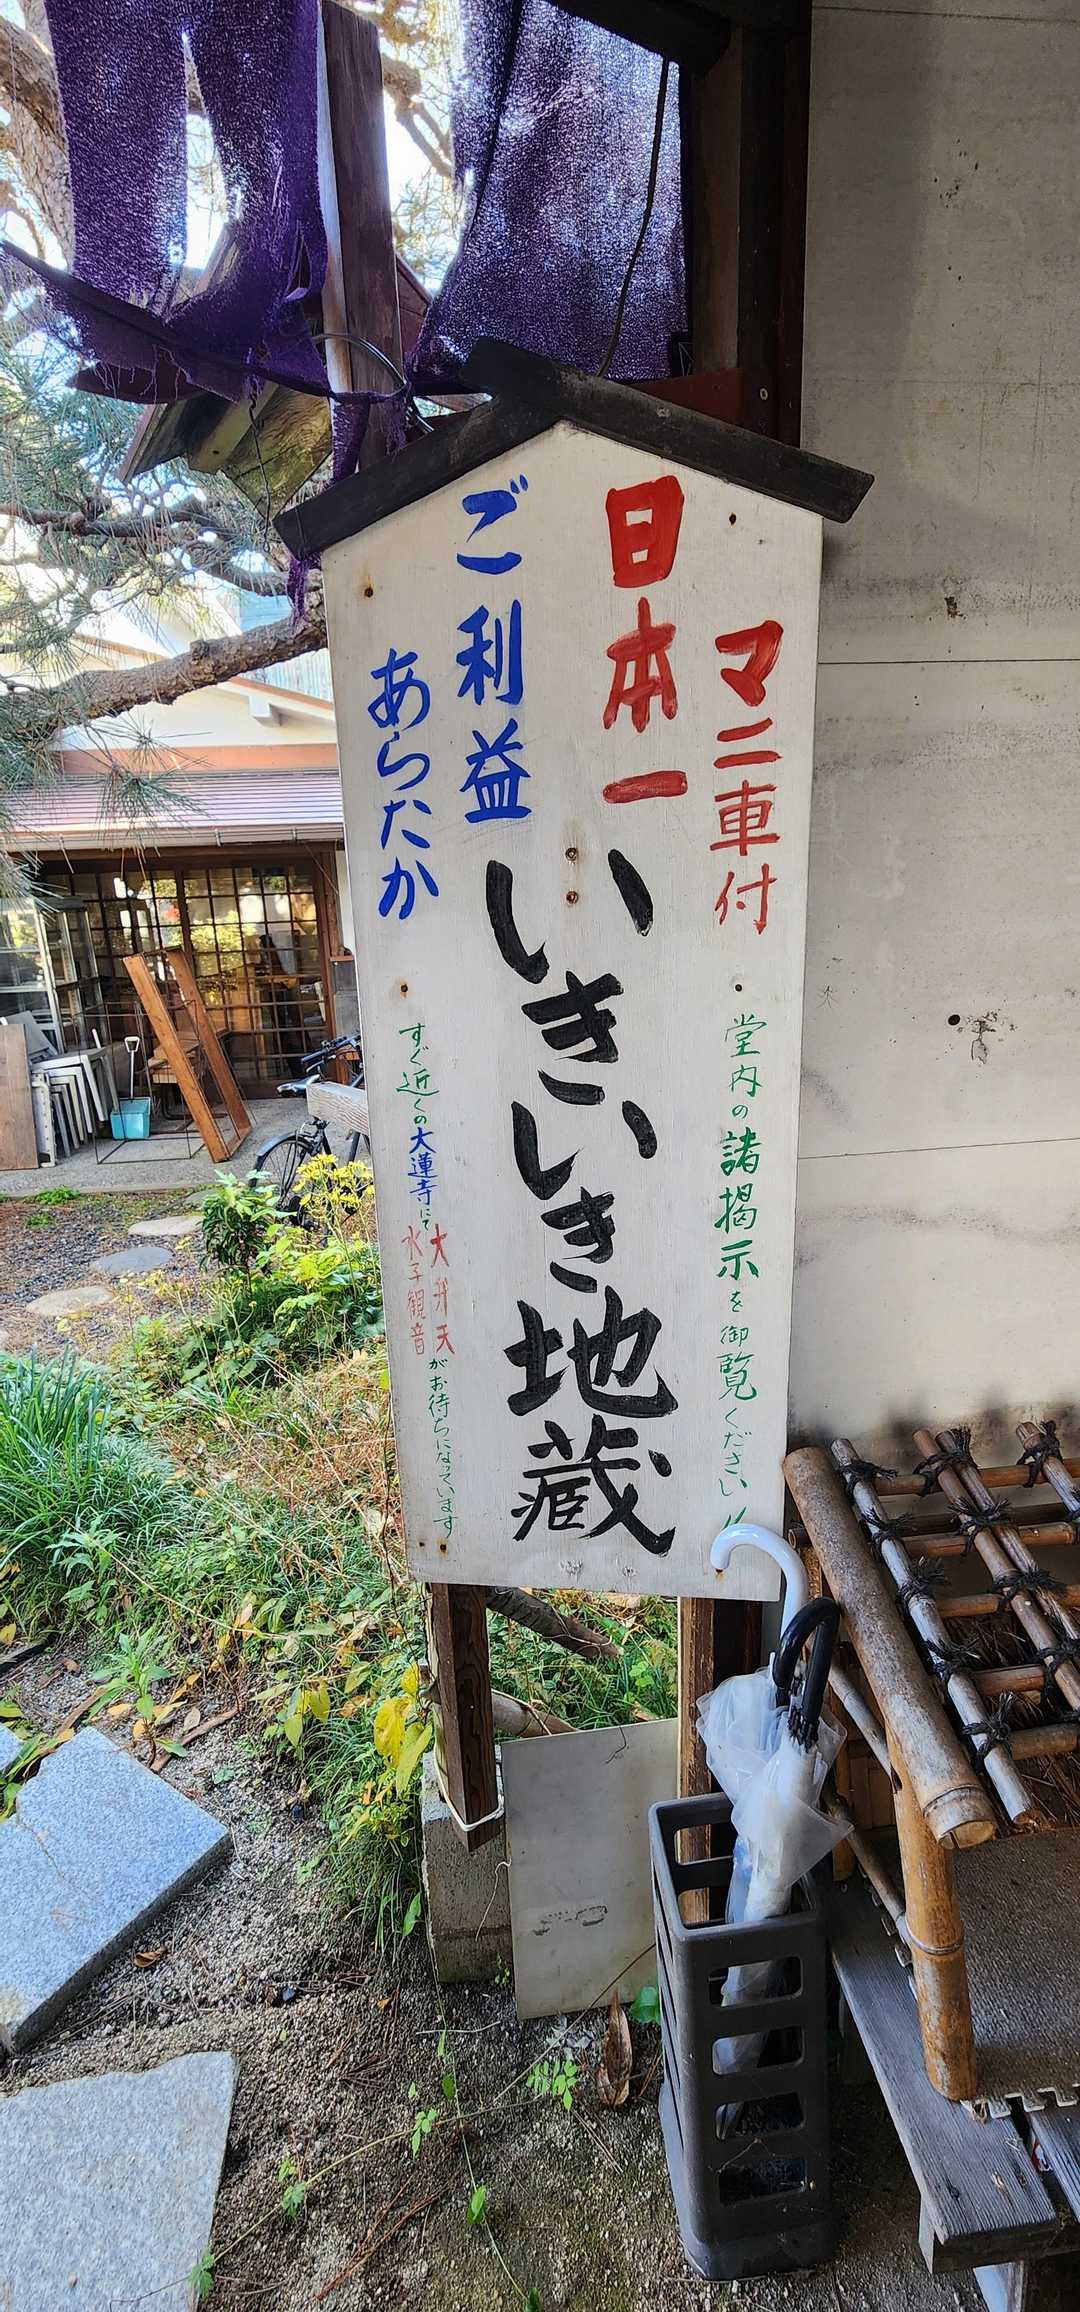 マニ車付
堂内の諸掲示を御覧ください
日本一
いきいき地蔵
ご利益
あらたか
すぐ近くの大蓮寺にて
大弁天
水子観音
がお待ちになっています